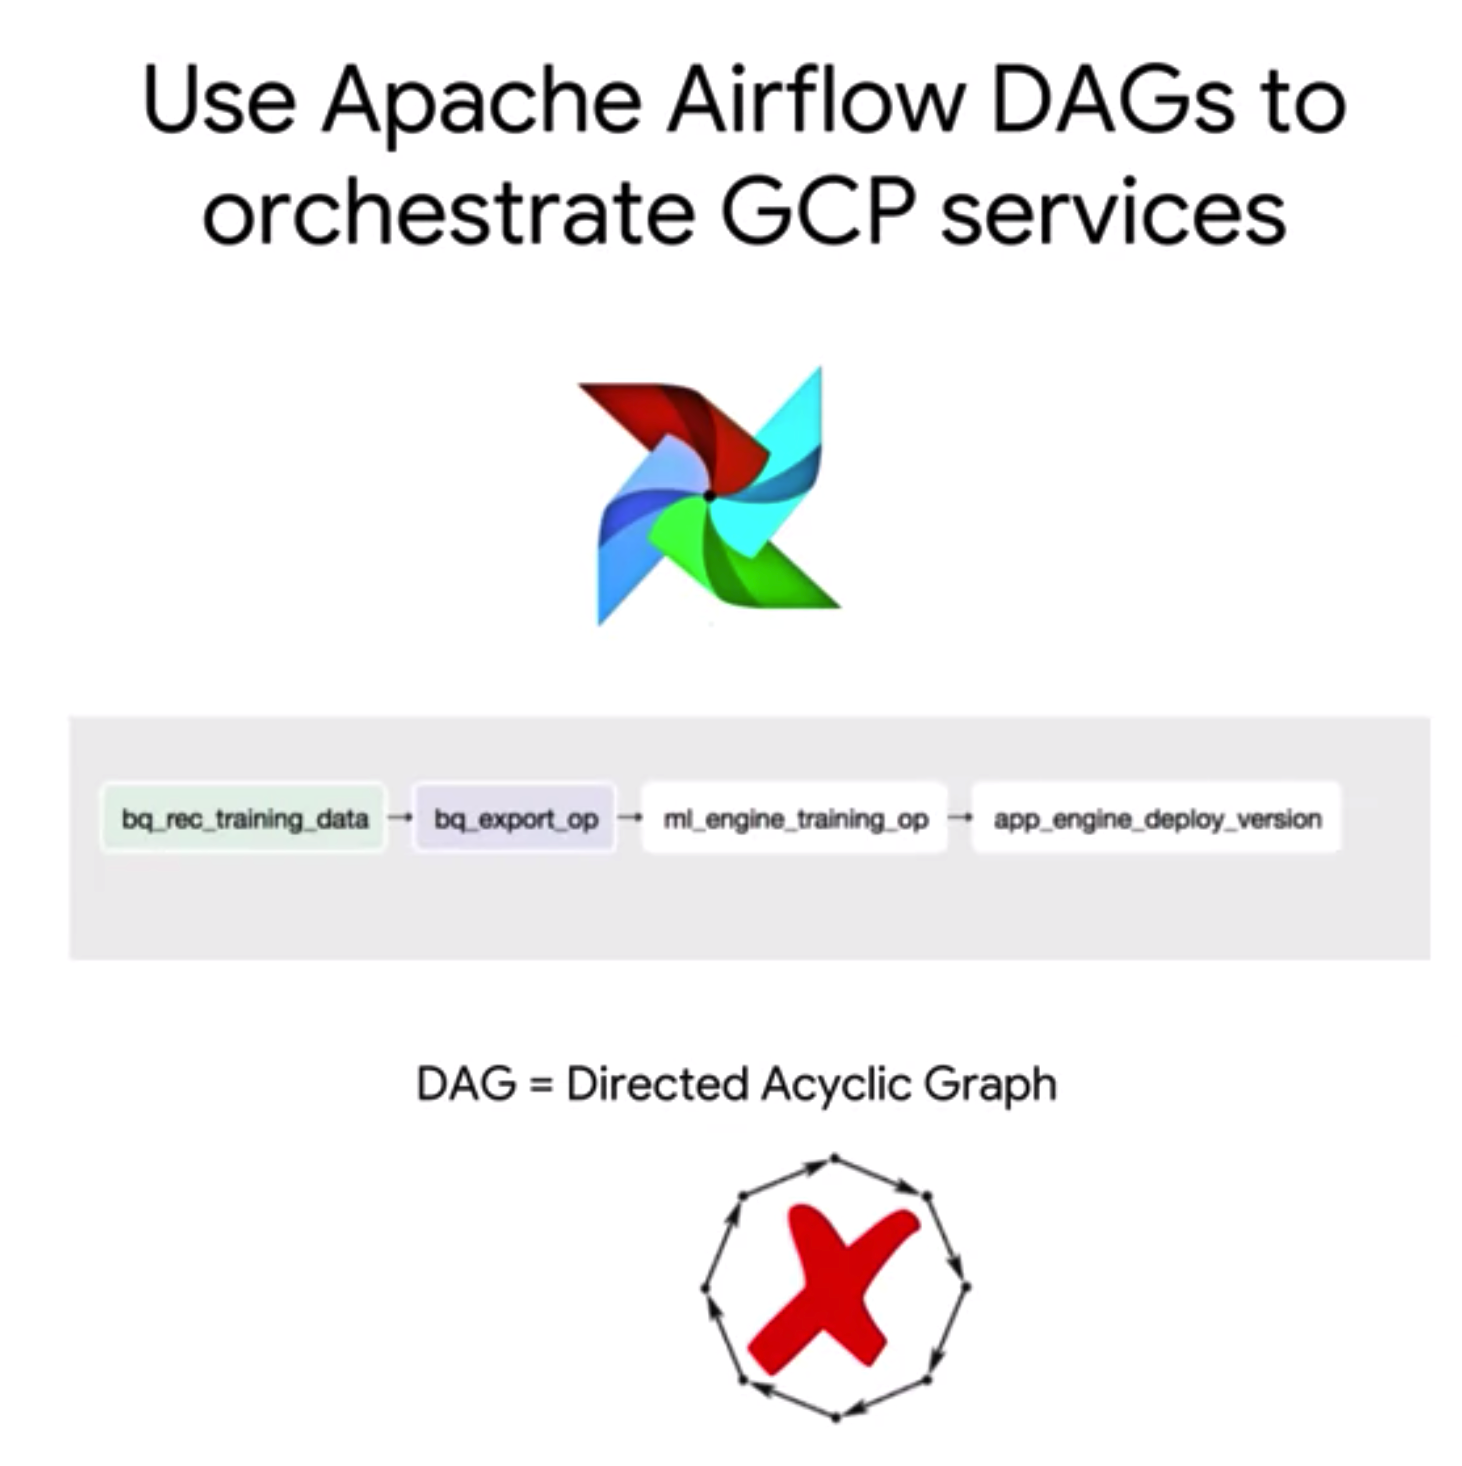 Use Apache Airflow DAGs to
orchestrate GCP services
bq_rec_training_data
bq_export_op
ml_engine_training_op
app_engine_deploy_version
DAG = Directed Acyclic Graph